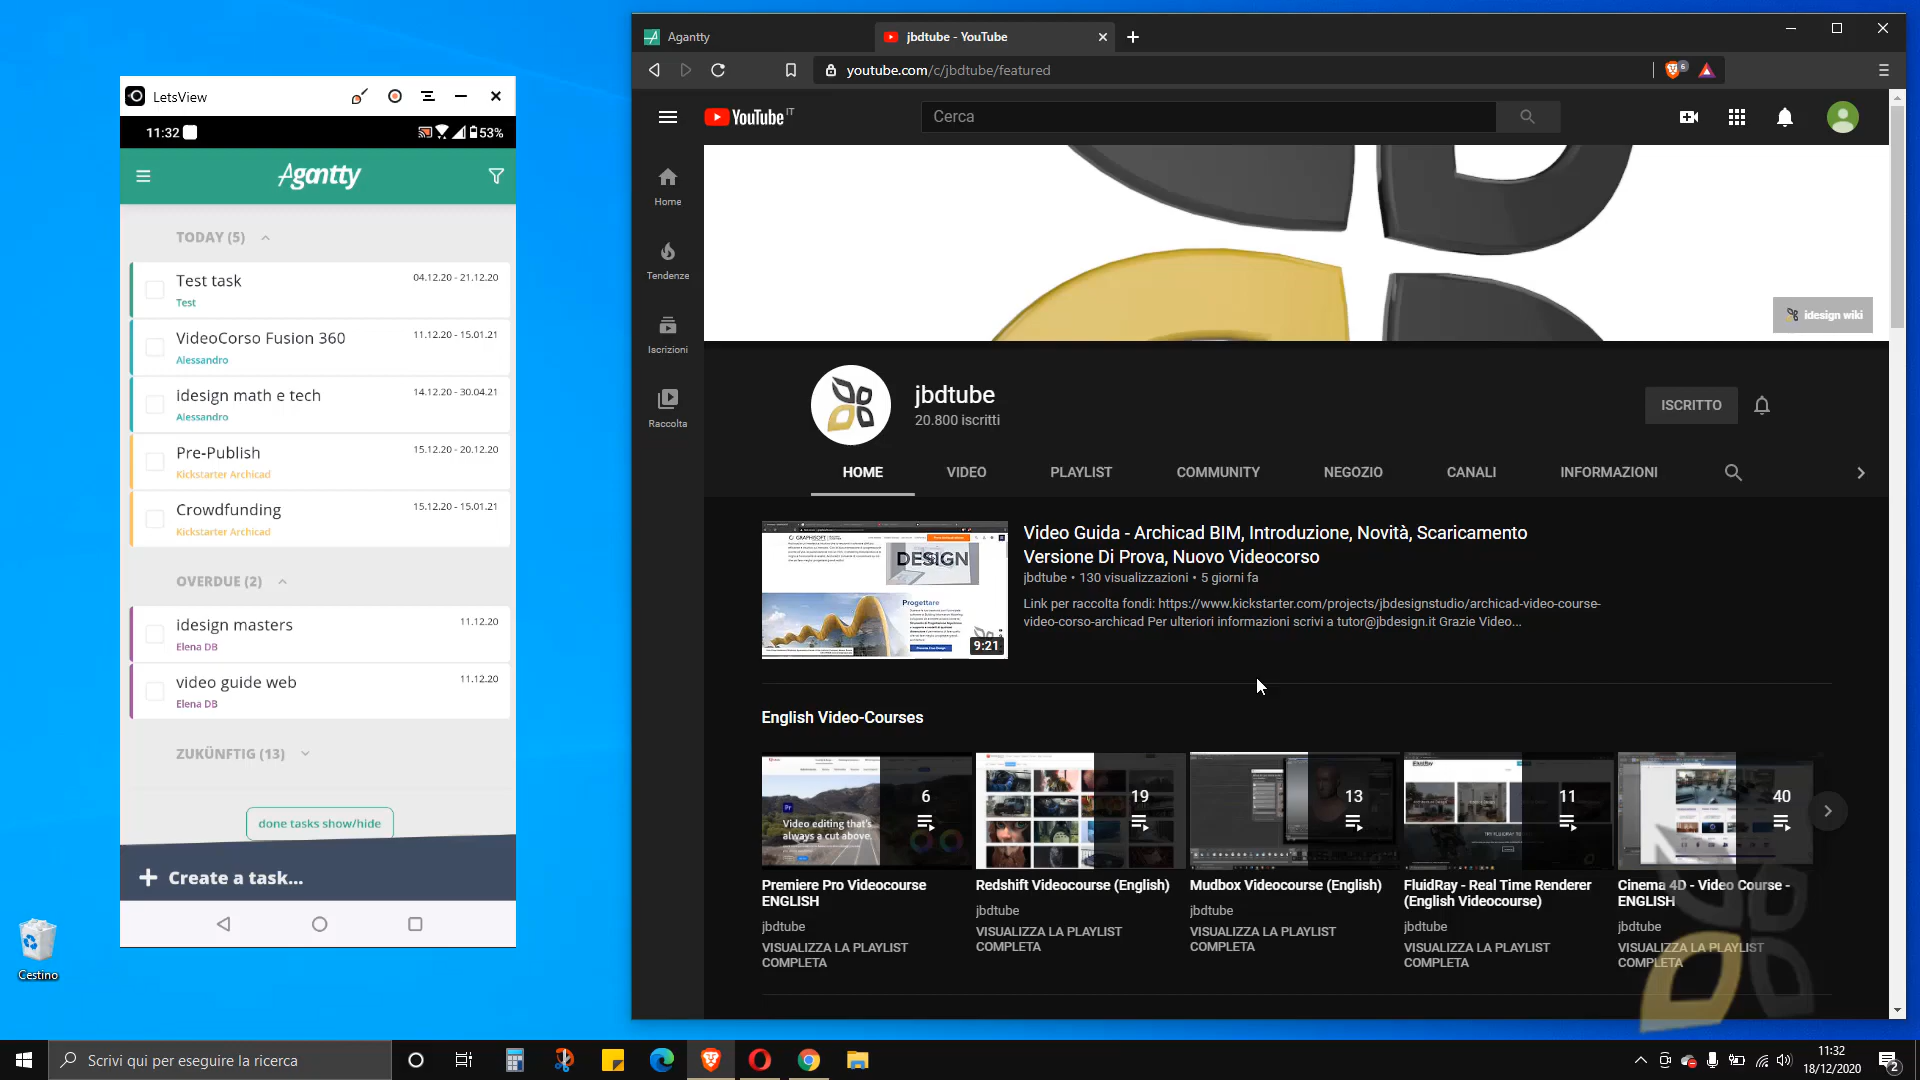 LetsView
11:32
53%
Agantty
TODAY (5)
Test task
04.12.20 - 21.12.20
Test
VideoCorso Fusion 360
11.12.20 - 15.01.21
Alessandro
idesign math e tech
14.12.20 - 30.04.21
Alessandro
Pre-Publish
15.12.20 - 20.12.20
Kickstarter Archicad
Crowdfunding
15.12.20 - 15.01.21
Kickstarter Archicad
OVERDUE (2)
idesign masters
11.12.20
Elena DB
video guide web
11.12.20
Elena DB
ZUKÜNFTIG (13)
done tasks show/hide
+ Create a task...
Cestino
Agantty
jbdtube - YouTube
youtube.com/c/jbdtube/featured
6
YouTube IT
Cerca
Home
Tendenze
Iscrizioni
Raccolta
idesign wiki
jbdtube
20.800 iscritti
ISCRITTO
HOME VIDEO PLAYLIST COMMUNITY NEGOZIO CANALI INFORMAZIONI
GRAPHISOFT
DESIGN
Progettare
9:21
Video Guida - Archicad BIM, Introduzione, Novità, Scaricamento
Versione Di Prova, Nuovo Videocorso
jbdtube • 130 visualizzazioni • 5 giorni fa
Link per raccolta fondi: https://www.kickstarter.com/projects/jbdesignstudio/archicad-video-course-
video-corso-archicad Per ulteriori informazioni scrivi a tutor@jbdesign.it Grazie Video...
English Video-Courses
Pr
Video editing that's
always a cut above.
6
Premiere Pro Videocourse
ENGLISH
jbdtube
VISUALIZZA LA PLAYLIST
COMPLETA
19
Redshift Videocourse (English)
jbdtube
VISUALIZZA LA PLAYLIST
COMPLETA
13
Mudbox Videocourse (English)
jbdtube
VISUALIZZA LA PLAYLIST
COMPLETA
11
FluidRay - Real Time Renderer
(English Videocourse)
jbdtube
VISUALIZZA LA PLAYLIST
COMPLETA
40
Cinema 4D - Video Course -
ENGLISH
jbdtube
VISUALIZZA LA PLAYLIST
COMPLETA
Scrivi qui per eseguire la ricerca
11:32
18/12/2020
2